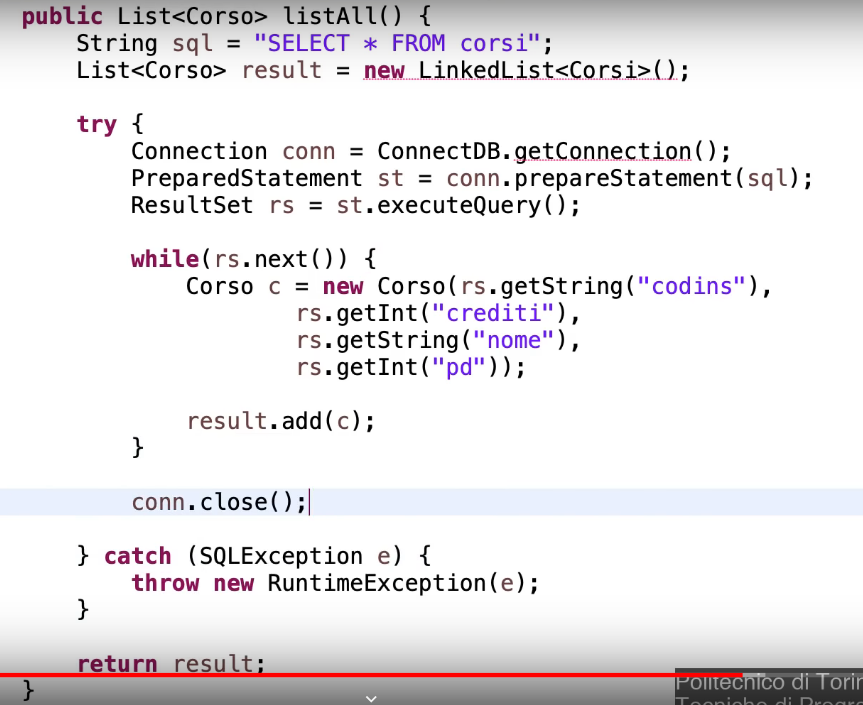 public List<Corso> listAll() {
String sql = "SELECT * FROM corsi";
List<Corso> result = new LinkedList<Corsi>();
try {
Connection conn = ConnectDB.getConnection();
PreparedStatement st = conn.prepareStatement(sql);
ResultSet rs = st.executeQuery();
while(rs.next()) {
Corso c = new Corso(rs.getString("codins"),
rs.getInt("crediti"),
rs.getString("nome"),
rs.getInt("pd"));
result.add(c);
}
conn.close();
} catch (SQLException e) {
throw new RuntimeException(e);
}
return result;
}
Politecnico di Torin
Tecniche di Progra